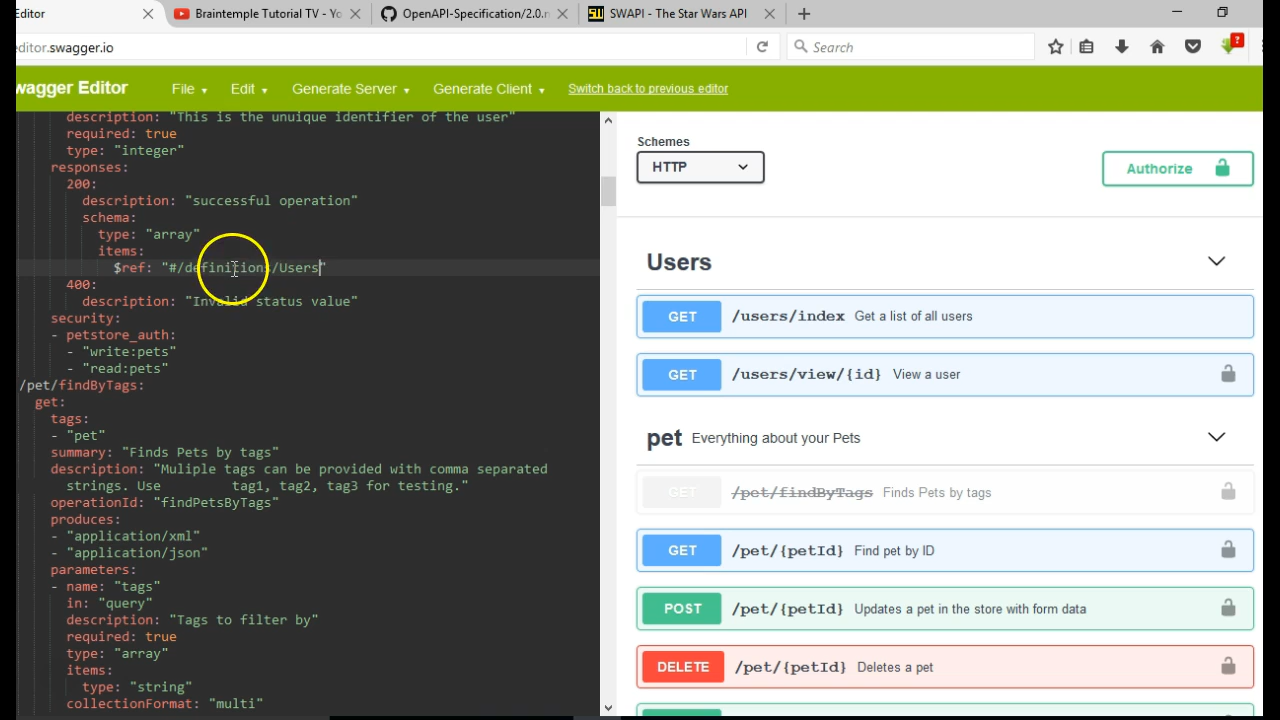 Braintemple Tutorial TV - Yo
OpenAPI-Specification/2.0.m
SWAPI - The Star Wars API
ditor.swagger.io
Search
?
wagger Editor
File
Edit
Generate Server
Generate Client
Switch back to previous editor
description: "This is the unuique identifier of the user"
required: true
type: "integer"
responses:
200:
description: "successful operation"
schema:
type: "array"
items:
$ref: "#/definitions/Users"
400:
description: "Invalid status value"
security:
- petstore_auth:
- "write:pets"
- "read:pets"
/pet/findByTags:
get:
tags:
- "pet"
summary: "Finds Pets by tags"
description: "Muliple tags can be provided with comma separated
strings. Use tag1, tag2, tag3 for testing."
operationId: "findPetsByTags"
produces:
- "application/xml"
- "application/json"
parameters:
- name: "tags"
in: "query"
description: "Tags to filter by"
required: true
type: "array"
items:
type: "string"
collectionFormat: "multi"
Schemes
HTTP
Authorize
Users
GET /users/index Get a list of all users
GET /users/view/{id} View a user
pet Everything about your Pets
GET /pet/findByTags Finds Pets by tags
GET /pet/{petId} Find pet by ID
POST /pet/{petId} Updates a pet in the store with form data
DELETE /pet/{petId} Deletes a pet